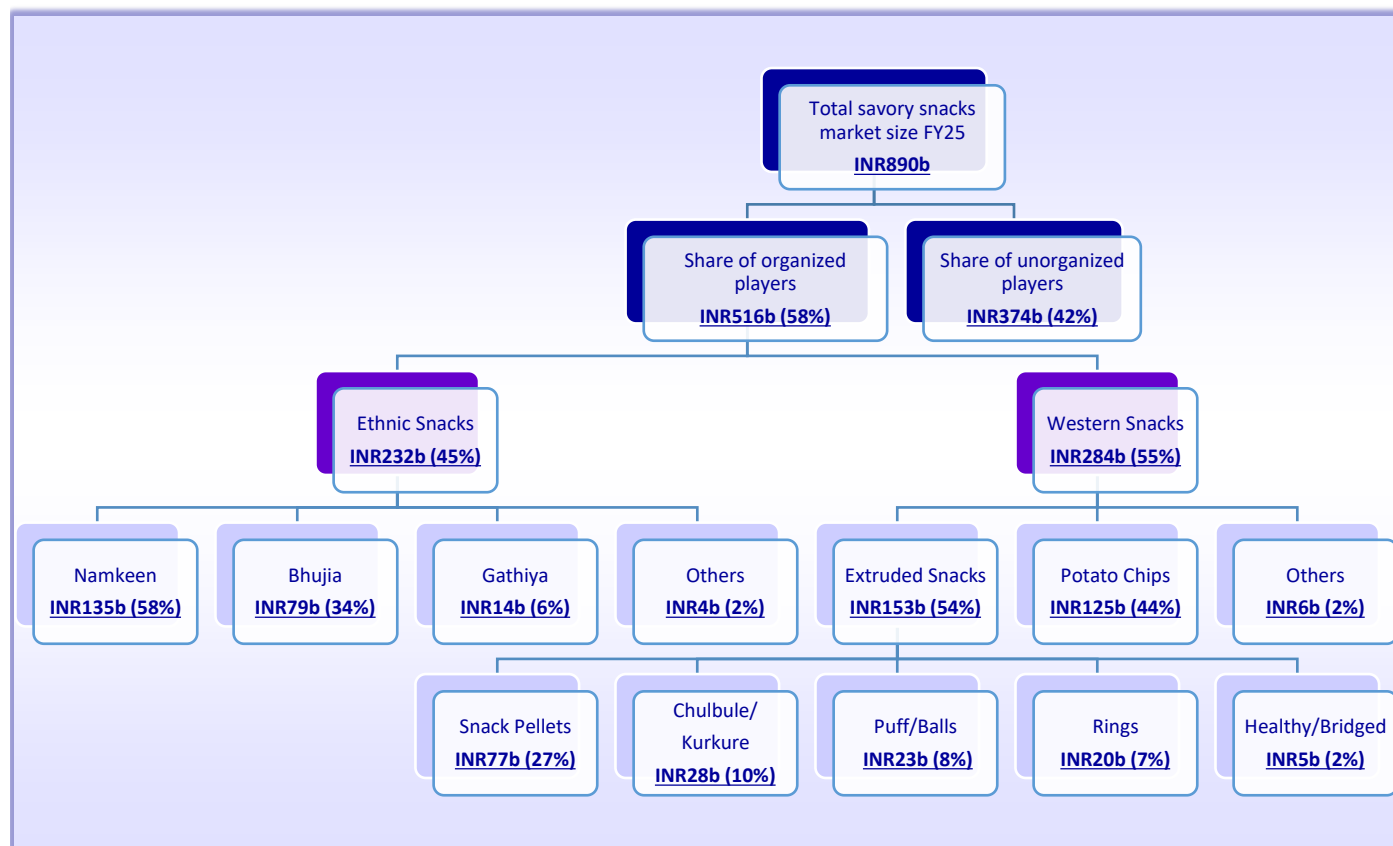 Total savory snacks
market size FY25
INR890b
Share of organized
players
INR516b (58%)
Share of unorganized
players
INR374b (42%)
Ethnic Snacks
INR232b (45%)
Western Snacks
INR284b (55%)
Namkeen
INR135b (58%)
Bhujia
INR79b (34%)
Gathiya
INR14b (6%)
Others
INR4b (2%)
Extruded Snacks
INR153b (54%)
Potato Chips
INR125b (44%)
Others
INR6b (2%)
Snack Pellets
INR77b (27%)
Chulbule/
Kurkure
INR28b (10%)
Puff/Balls
INR23b (8%)
Rings
INR20b (7%)
Healthy/Bridged
INR5b (2%)